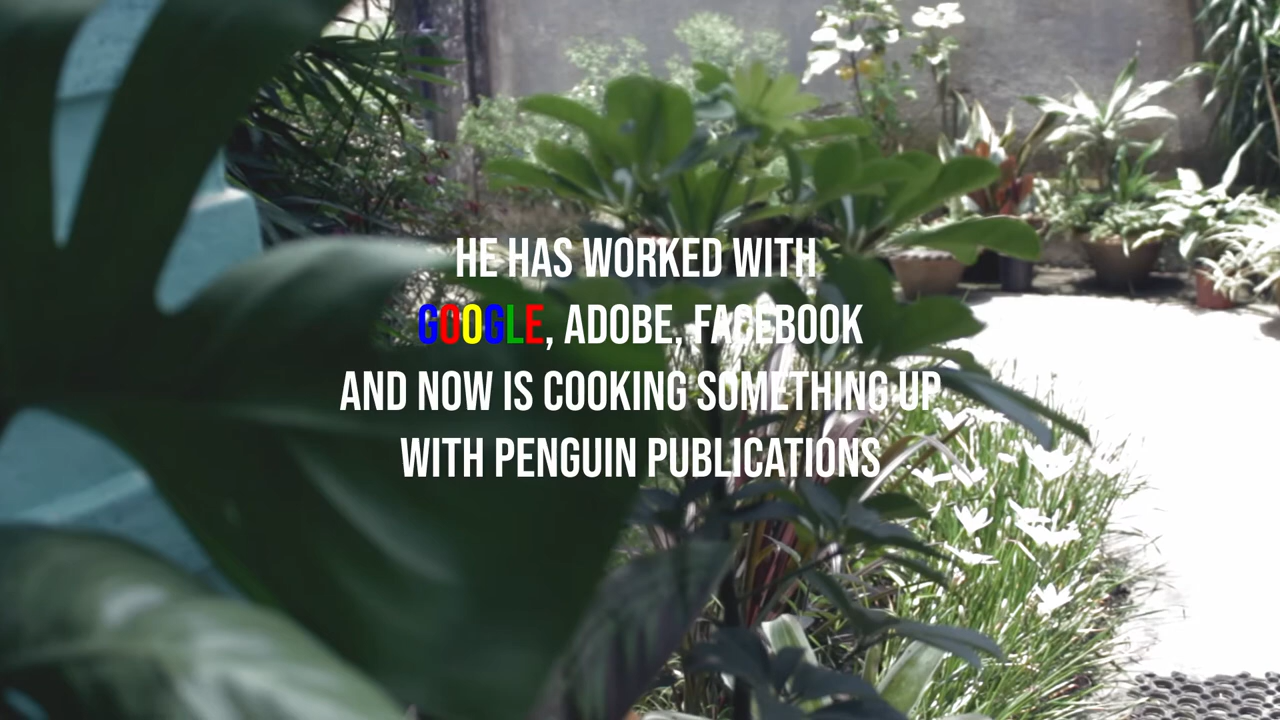 HE HAS WORKED WITH
GOOGLE, ADOBE, FACEBOOK
AND NOW IS COOKING SOMETHING UP
WITH PENGUIN PUBLICATIONS